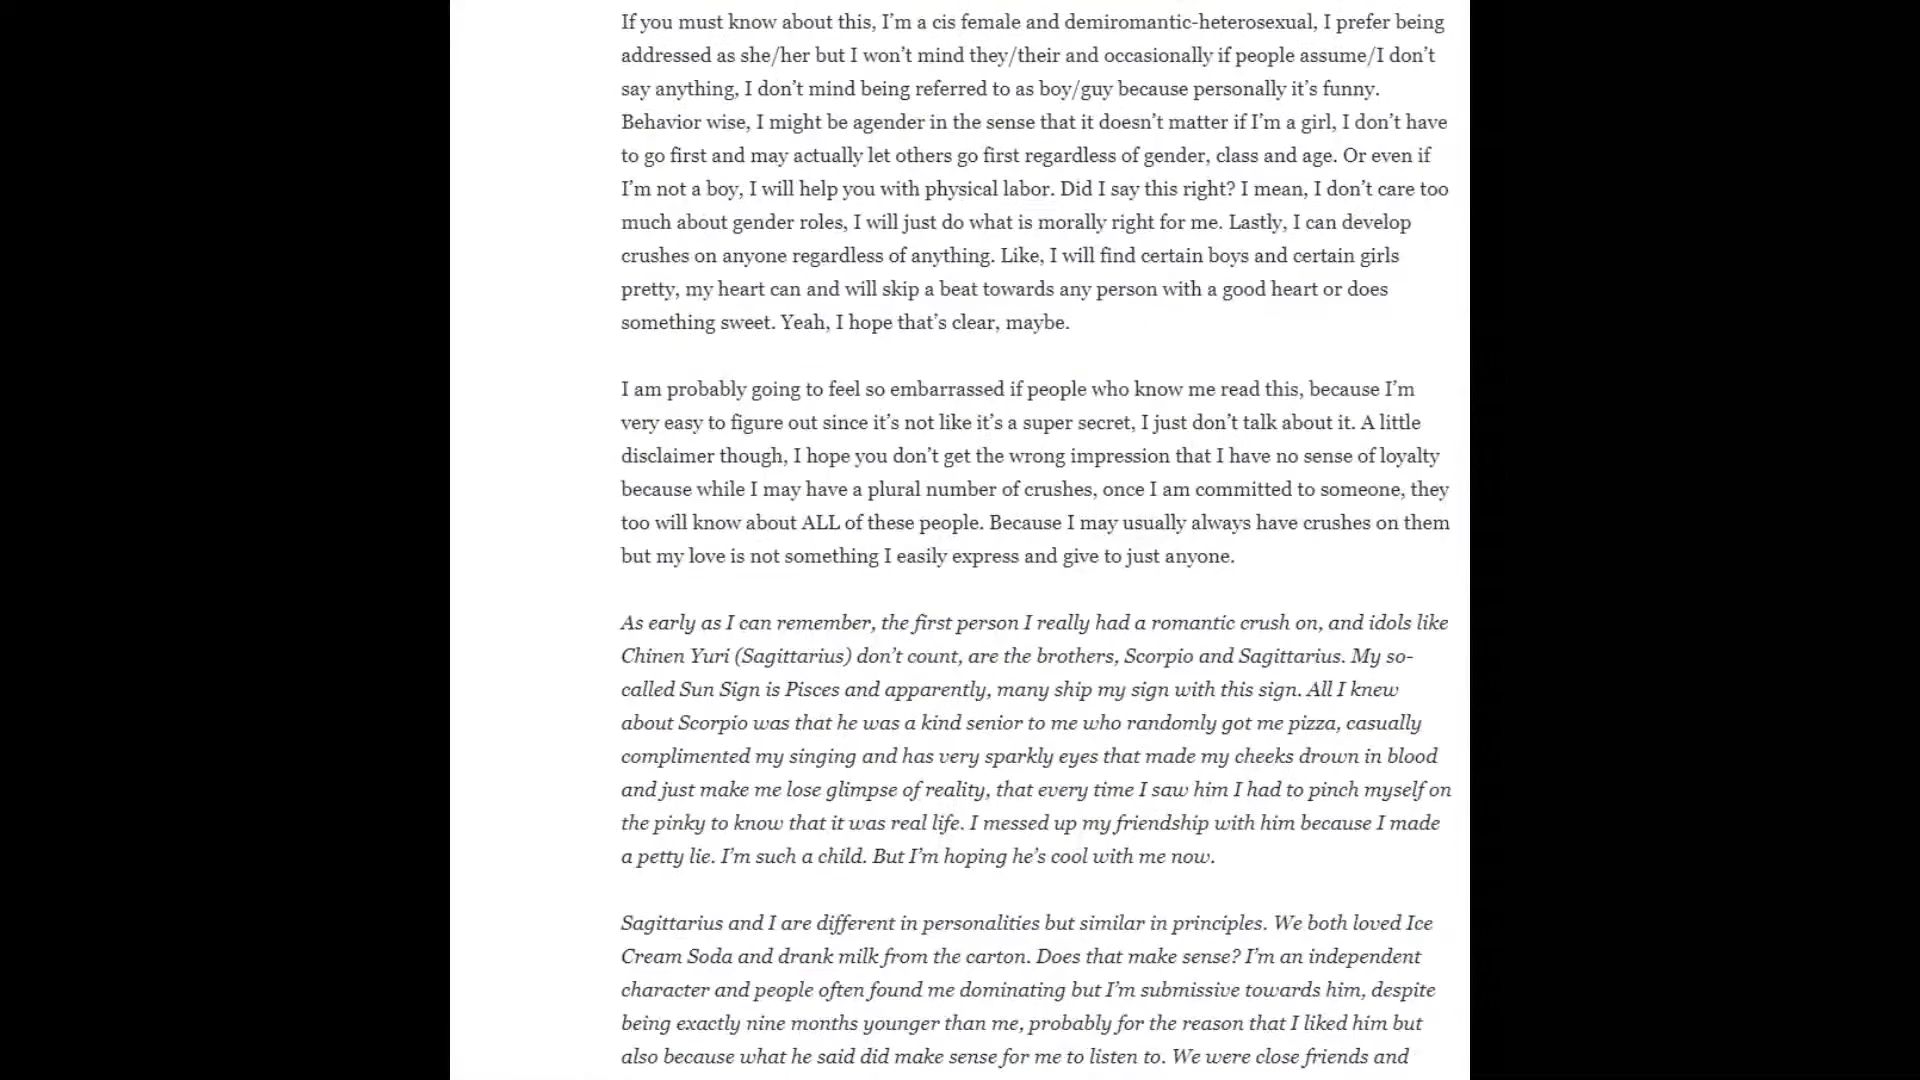 If you must know about this, I’m a cis female and demiromantic-heterosexual, I prefer being
addressed as she/her but I won’t mind they/their and occasionally if people assume/I don’t
say anything, I don’t mind being referred to as boy/guy because personally it’s funny.
Behavior wise, I might be agender in the sense that it doesn’t matter if I’m a girl, I don’t have
to go first and may actually let others go first regardless of gender, class and age. Or even if
I’m not a boy, I will help you with physical labor. Did I say this right? I mean, I don’t care too
much about gender roles, I will just do what is morally right for me. Lastly, I can develop
crushes on anyone regardless of anything. Like, I will find certain boys and certain girls
pretty, my heart can and will skip a beat towards any person with a good heart or does
something sweet. Yeah, I hope that’s clear, maybe.
I am probably going to feel so embarrassed if people who know me read this, because I’m
very easy to figure out since it’s not like it’s a super secret, I just don’t talk about it. A little
disclaimer though, I hope you don’t get the wrong impression that I have no sense of loyalty
because while I may have a plural number of crushes, once I am committed to someone, they
too will know about ALL of these people. Because I may usually always have crushes on them
but my love is not something I easily express and give to just anyone.
As early as I can remember, the first person I really had a romantic crush on, and idols like
Chinen Yuri (Sagittarius) don’t count, are the brothers, Scorpio and Sagittarius. My so-
called Sun Sign is Pisces and apparently, many ship my sign with this sign. All I knew
about Scorpio was that he was a kind senior to me who randomly got me pizza, casually
complimented my singing and has very sparkly eyes that made my cheeks drown in blood
and just make me lose glimpse of reality, that every time I saw him I had to pinch myself on
the pinky to know that it was real life. I messed up my friendship with him because I made
a petty lie. I’m such a child. But I’m hoping he’s cool with me now.
Sagittarius and I are different in personalities but similar in principles. We both loved Ice
Cream Soda and drank milk from the carton. Does that make sense? I’m an independent
character and people often found me dominating but I’m submissive towards him, despite
being exactly nine months younger than me, probably for the reason that I liked him but
also because what he said did make sense for me to listen to. We were close friends and